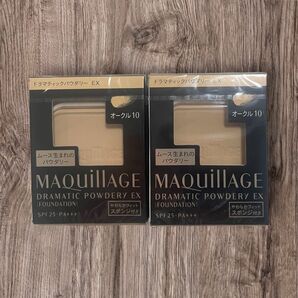 ドラマティックパウダリー EX
オークル10
ムース生まれの
パウダリー
MAQuillAGE
DRAMATIC POWDERY EX
(FOUNDATION)
SPF25・PA+++
やわらかフィット
スポンジ付き
ドラマティックパウダリー EX
オークル10
ムース生まれの
パウダリー
MAQuillAGE
DRAMATIC POWDERY EX
(FOUNDATION)
SPF25・PA+++
やわらかフィット
スポンジ付き